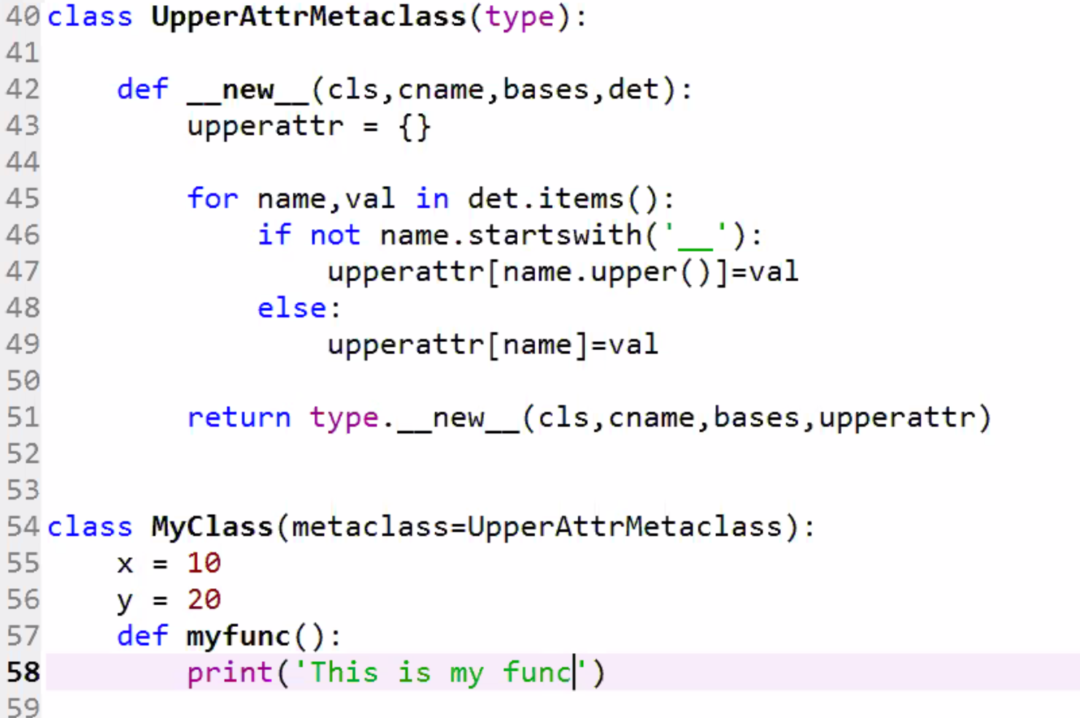 40 class UpperAttrMetaclass(type):
41
42     def __new__(cls,cname,bases,det):
43         upperattr = {}
44
45         for name,val in det.items():
46             if not name.startswith('__'):
47                 upperattr[name.upper()]=val
48             else:
49                 upperattr[name]=val
50
51         return type.__new__(cls,cname,bases,upperattr)
52
53
54 class MyClass(metaclass=UpperAttrMetaclass):
55     x = 10
56     y = 20
57     def myfunc():
58         print('This is my func')
59